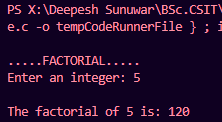 PS X:\Deepesh Sunuwar\BSc.CSIT\
e.c -o tempCodeRunnerFile } ; i
.....FACTORIAL.....
Enter an integer: 5
The factorial of 5 is: 120